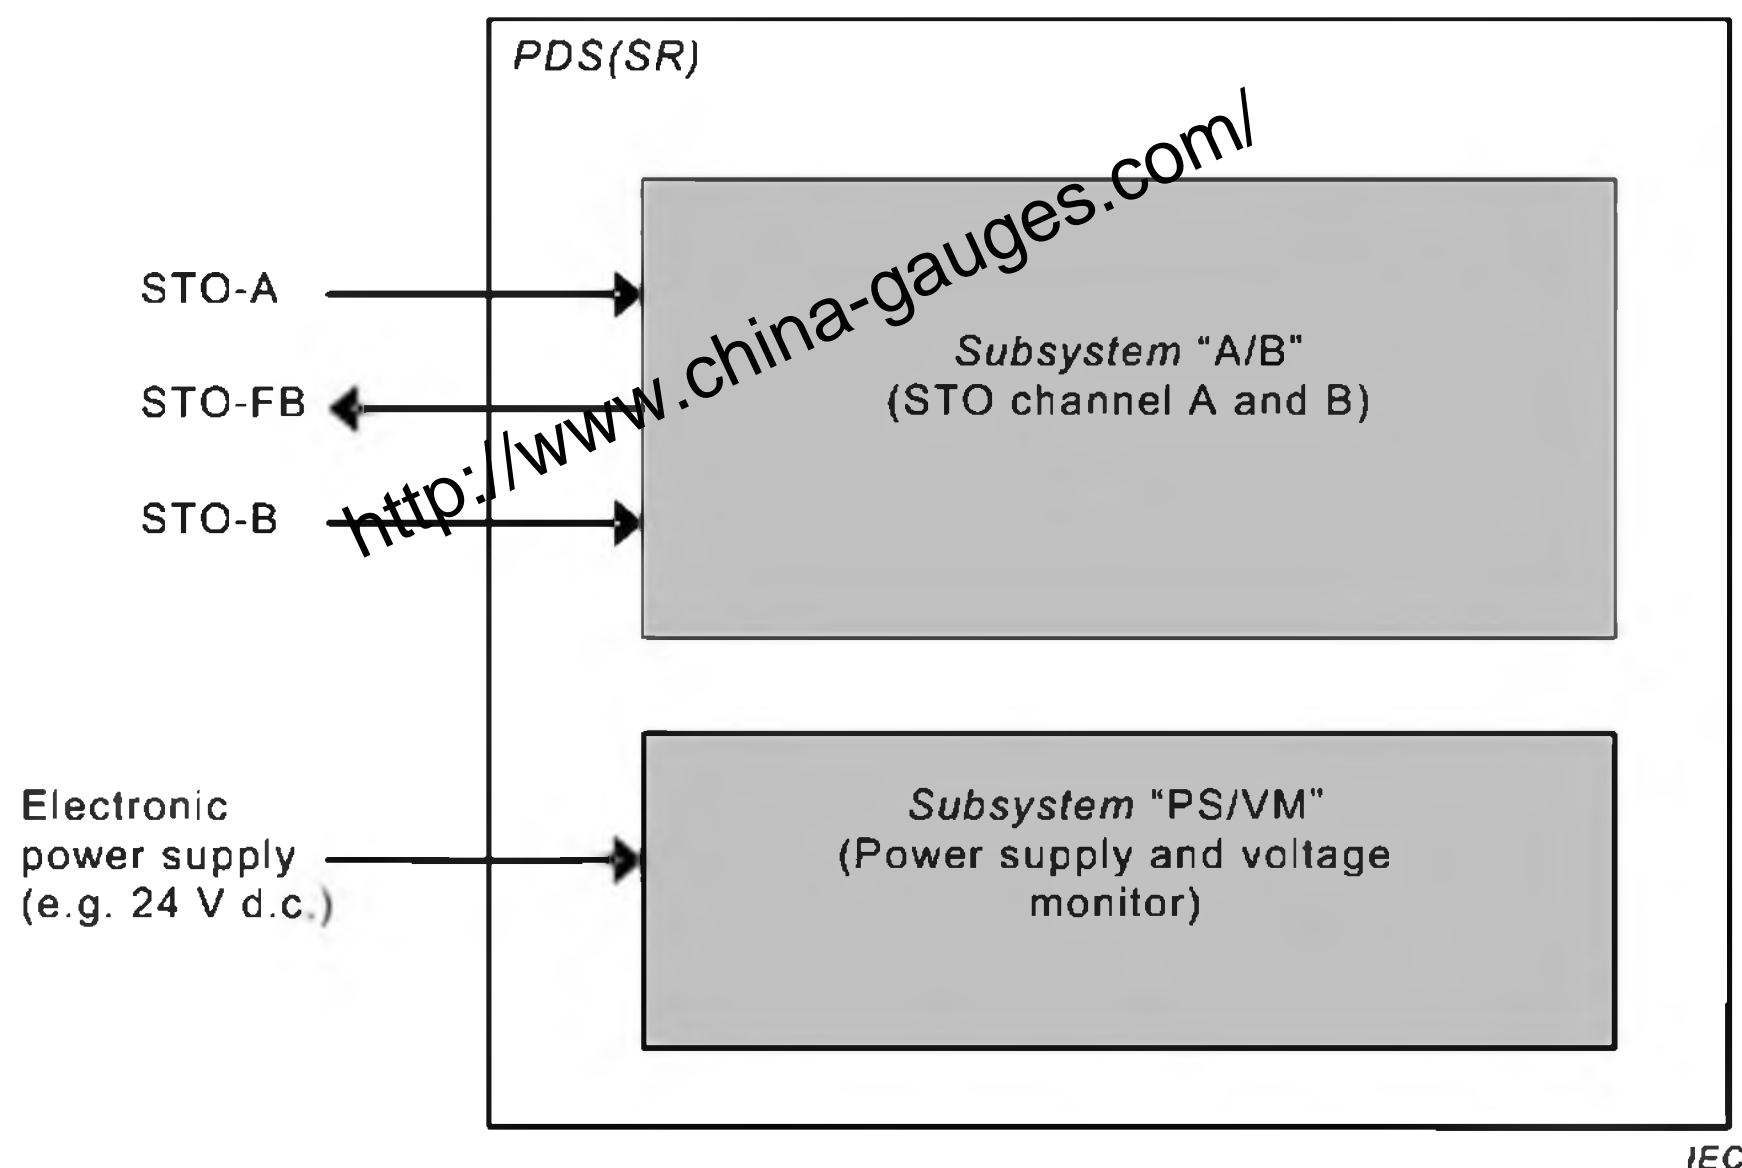 PDS(SR)
http://www.china-gauges.com/
STO-A
Subsystem “A/B”
(STO channel A and B)
STO-FB
STO-B
Electronic
power supply
(e.g. 24 V d.c.)
Subsystem “PS/VM”
(Power supply and voltage
monitor)
IEC